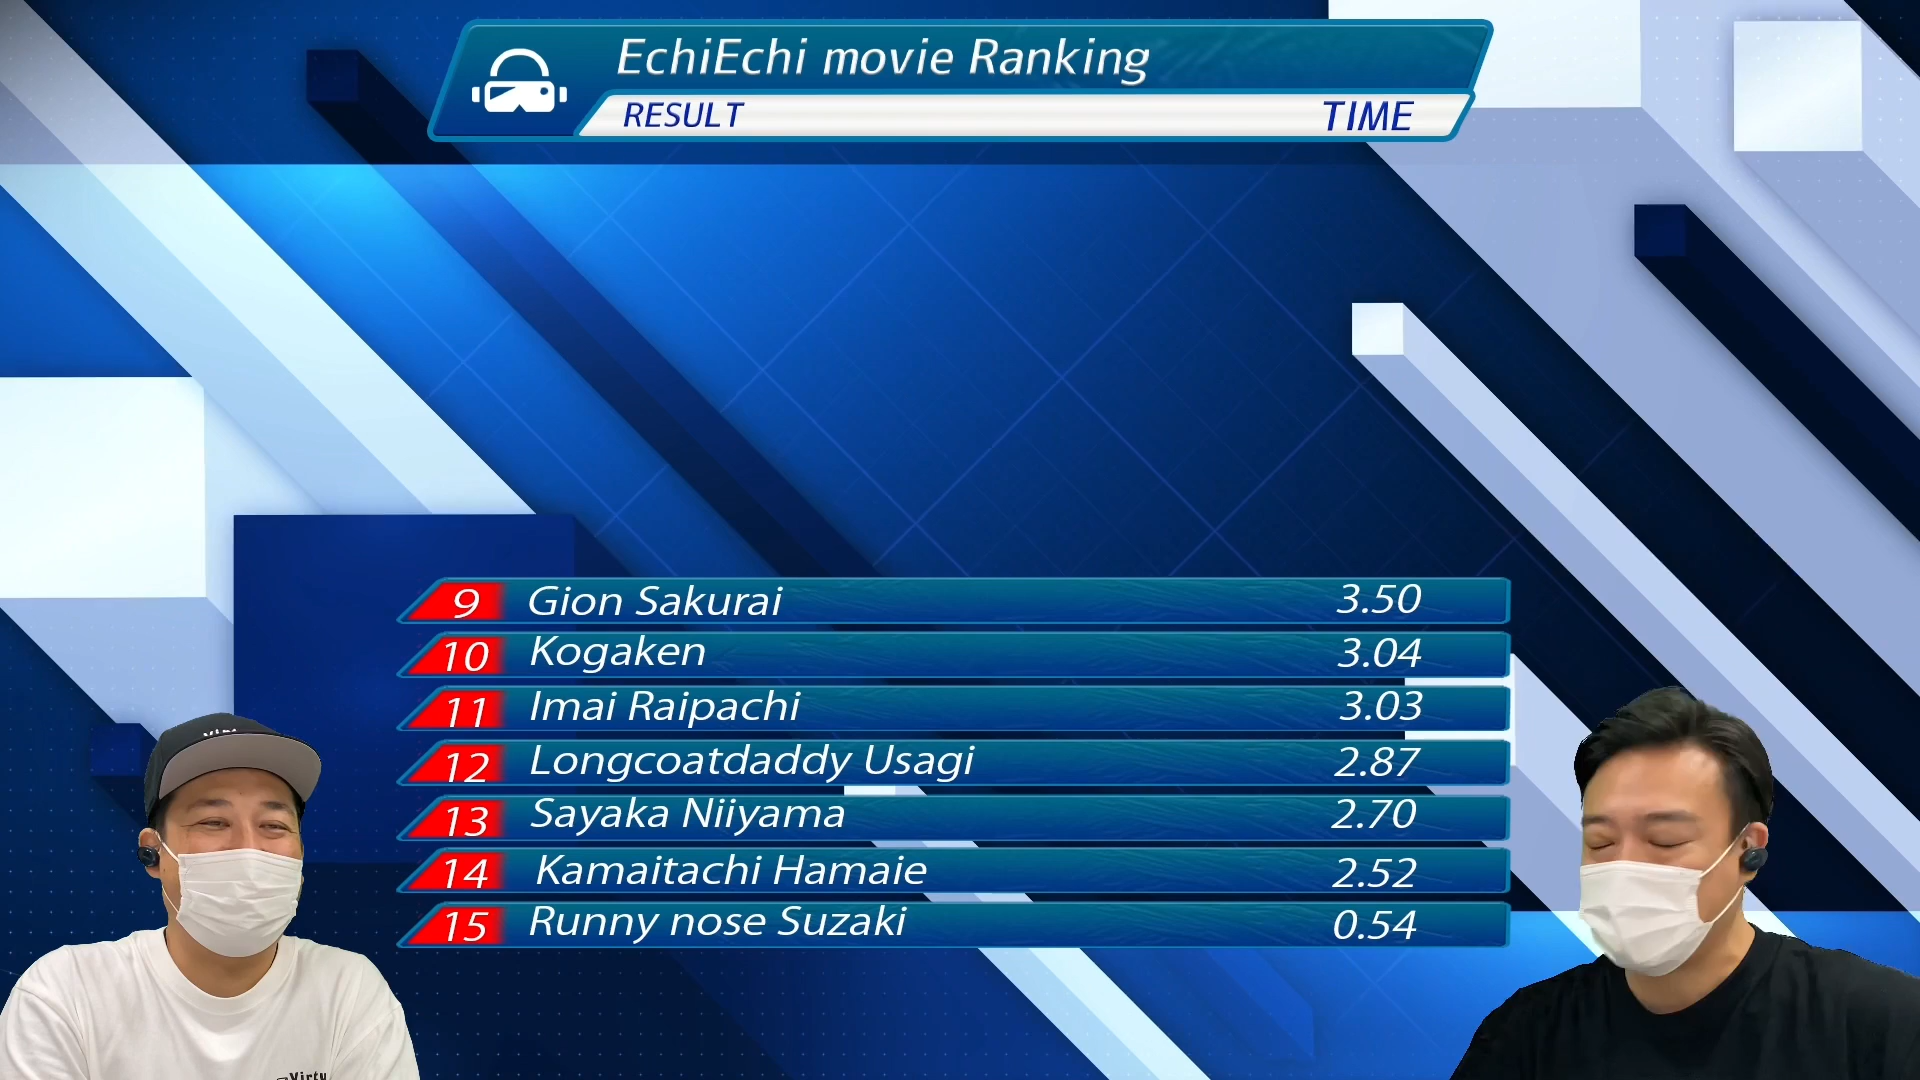 EchiEchi movie Ranking
RESULT TIME
9 Gion Sakurai 3.50
10 Kogaken 3.04
11 Imai Raipachi 3.03
12 Longcoatdaddy Usagi 2.87
13 Sayaka Niiyama 2.70
14 Kamaitachi Hamaie 2.52
15 Runny nose Suzaki 0.54